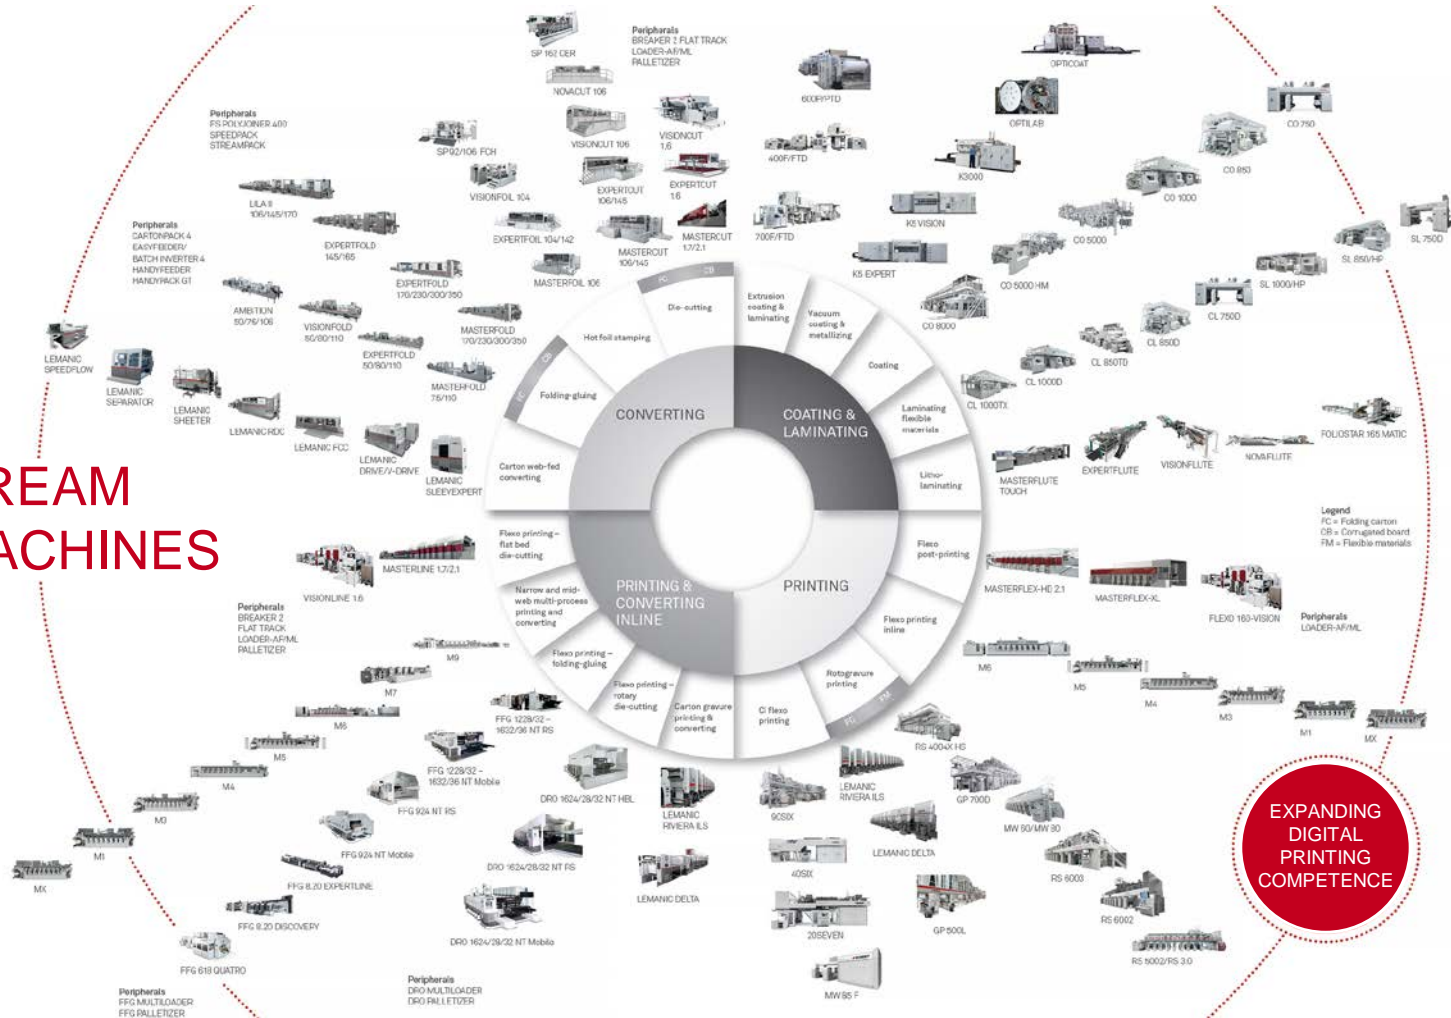 SP 162 CER
Peripherals
BREAKER 2 FLAT TRACK
LOADER-AF/ML
PALLETIZER
NOVACUT 106
VISIONCUT 106
VISIONCUT
1,6
EXPERTCUT
106/145
EXPERTCUT
1.6
MASTERCUT
106/145
MASTERCUT
1.7/2.1
Peripherals
ES POLYJOINER 400
SPEEDPACK
STREAMPACK
SP 92/106 FCH
VISIONFOIL 104
EXPERTFOIL 104/142
MASTERFOIL 106
LILA II
106/145/170
EXPERTFOLD
145/165
EXPERTFOLD
170/230/300/350
MASTERFOLD
170/230/300/350
Peripherals
CARTONPACK 4
EASYFEEDER/
BATCH INVERTER 4
HANDYFEEDER
HANDYPACK GT
AMBITION
50/76/106
VISIONFOLD
50/80/110
EXPERTFOLD
50/80/110
MASTERFOLD
75/110
LEMANIC
SPEEDFLOW
LEMANIC
SEPARATOR
LEMANIC
SHEETER
LEMANIC RDC
LEMANIC FCC
LEMANIC
DRIVE/V-DRIVE
LEMANIC
SLEEVEXPERT
600F/PTD
400F/FTD
700F/FTD
OPTICOAT
OPTILAB
K3000
K5 VISION
K5 EXPERT
CO 750
CO 850
CO 1000
CO 5000
CO 5000 HM
CO 8000
SL 750D
SL 850/HP
SL 1000/HP
CL 750D
CL 850D
CL 850TD
CL 1000D
CL 1000TX
FOLIOSTAR 165 MATIC
NOVAFLUTE
VISIONFLUTE
EXPERTFLUTE
MASTERFLUTE
TOUCH
FC
CB
Die-cutting
Hot foil stamping
CB
FC
Folding-gluing
Carton web-fed
converting
CONVERTING
Extrusion
coating &
laminating
Vacuum
coating &
metallizing
Coating
Laminating
flexible
materials
Litho-
laminating
COATING &
LAMINATING
REAM
ACHINES
Legend
FC = Folding carton
CB = Corrugated board
FM = Flexible materials
Flexo printing –
flat bed
die-cutting
Narrow and mid-
web multi-process
printing and
converting
Flexo printing –
folding-gluing
Flexo printing –
rotary
die-cutting
Carton gravure
printing &
converting
PRINTING &
CONVERTING
INLINE
Flexo
post-printing
Flexo printing
inline
Rotogravure
printing
FM
FC
CI flexo
printing
PRINTING
VISIONLINE 1.6
MASTERLINE 1.7/2.1
Peripherals
BREAKER 2
FLAT TRACK
LOADER-AF/ML
PALLETIZER
M9
M7
M6
M5
M4
M3
M1
MX
FFG 1228/32 –
1632/36 NT RS
FFG 1228/32 –
1632/36 NT Mobile
FFG 924 NT RS
FFG 924 NT Mobile
FFG 8.20 EXPERTLINE
FFG 8.20 DISCOVERY
FFG 618 QUATRO
Peripherals
FFG MULTILOADER
FFG PALLETIZER
DRO 1624/28/32 NT HBL
DRO 1624/28/32 NT RS
DRO 1624/28/32 NT Mobile
Peripherals
DRO MULTILOADER
DRO PALLETIZER
LEMANIC
RIVIERA ILS
LEMANIC DELTA
MASTERFLEX-HD 2.1
MASTERFLEX-XL
FLEXO 160-VISION
Peripherals
LOADER-AF/ML
M6
M5
M4
M3
M1
MX
RS 4004X HS
GP 700D
MW 60/MW 80
RS 6003
RS 6002
RS 5002/RS 3.0
LEMANIC
RIVIERA ILS
LEMANIC DELTA
GP 500L
90SIX
40SIX
20SEVEN
MW 85 F
EXPANDING
DIGITAL
PRINTING
COMPETENCE